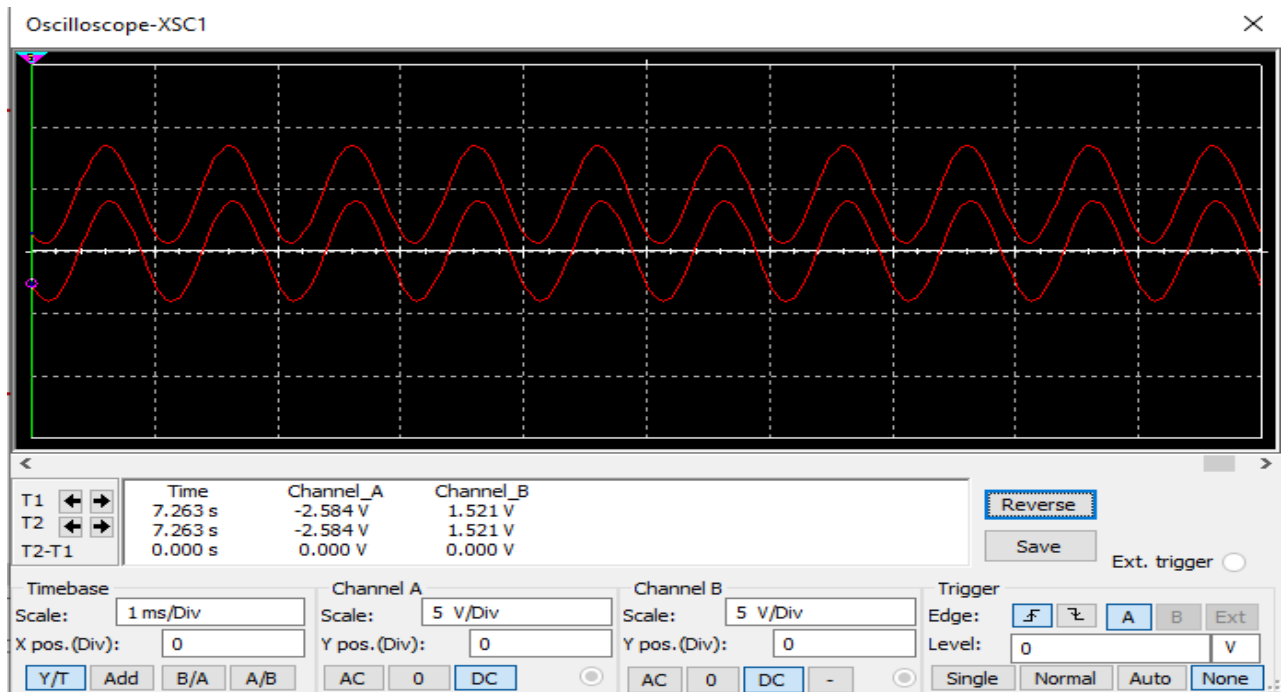 Oscilloscope-XSC1
Time Channel_A Channel_B
T1 7.263 s -2.584 V 1.521 V
T2 7.263 s -2.584 V 1.521 V
T2-T1 0.000 s 0.000 V 0.000 V
Reverse
Save
Ext. trigger
Timebase
Scale: 1 ms/Div
X pos.(Div): 0
Y/T Add B/A A/B
Channel A
Scale: 5 V/Div
Y pos.(Div): 0
AC 0 DC
Channel B
Scale: 5 V/Div
Y pos.(Div): 0
AC 0 DC -
Trigger
Edge: A B Ext
Level: 0 V
Single Normal Auto None